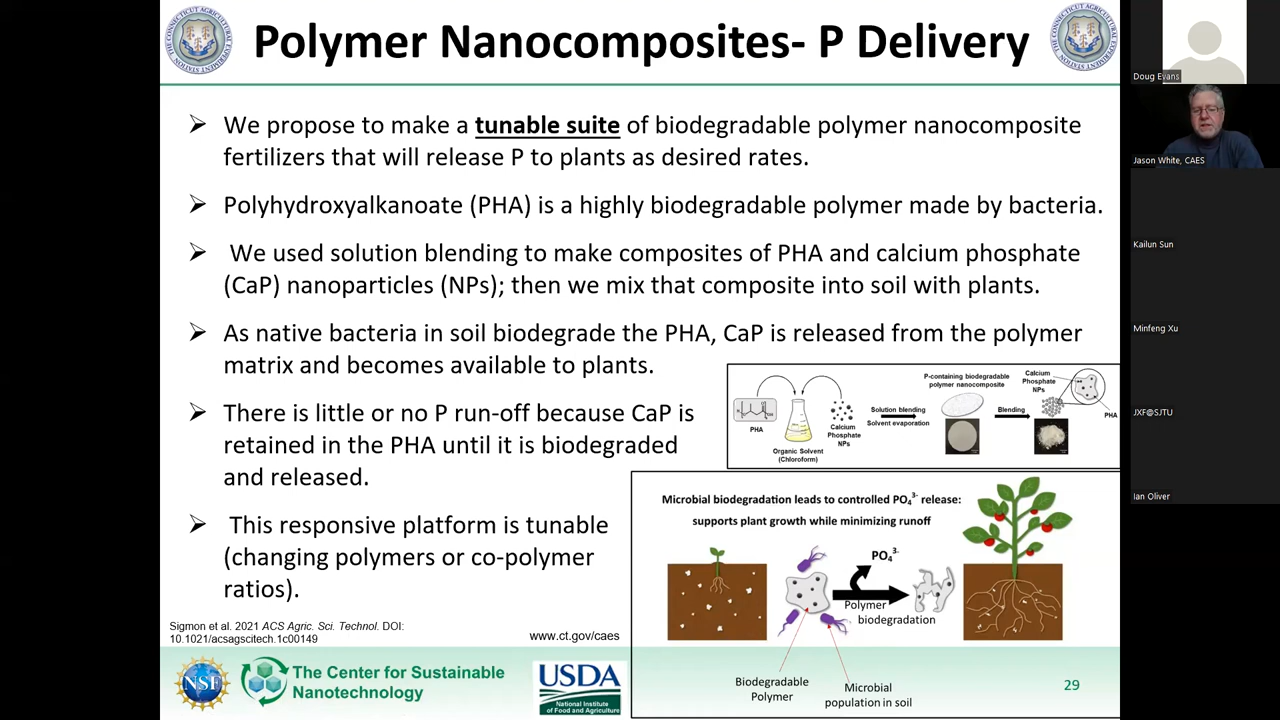 Polymer Nanocomposites- P Delivery
We propose to make a tunable suite of biodegradable polymer nanocomposite
fertilizers that will release P to plants as desired rates.
Polyhydroxyalkanoate (PHA) is a highly biodegradable polymer made by bacteria.
We used solution blending to make composites of PHA and calcium phosphate
(CaP) nanoparticles (NPs); then we mix that composite into soil with plants.
As native bacteria in soil biodegrade the PHA, CaP is released from the polymer
matrix and becomes available to plants.
There is little or no P run-off because CaP is
retained in the PHA until it is biodegraded
and released.
This responsive platform is tunable
(changing polymers or co-polymer
ratios).
PHA
Organic Solvent
(Chloroform)
Calcium
Phosphate
NPs
Solution blending
Solvent evaporation
P-containing biodegradable
polymer nanocomposite
Blending
Calcium
Phosphate
NPs
PHA
Microbial biodegradation leads to controlled PO₄³⁻ release:
supports plant growth while minimizing runoff
PO₄³⁻
Polymer
biodegradation
Biodegradable
Polymer
Microbial
population in soil
Sigmon et al. 2021 ACS Agric. Sci. Technol. DOI:
10.1021/acsagscitech.1c00149
www.ct.gov/caes
NSF
The Center for Sustainable
Nanotechnology
USDA
National Institute
of Food and Agriculture
29
Doug Evans
Jason White, CAES
Kailun Sun
Minfeng Xu
JXF@SJTU
Ian Oliver